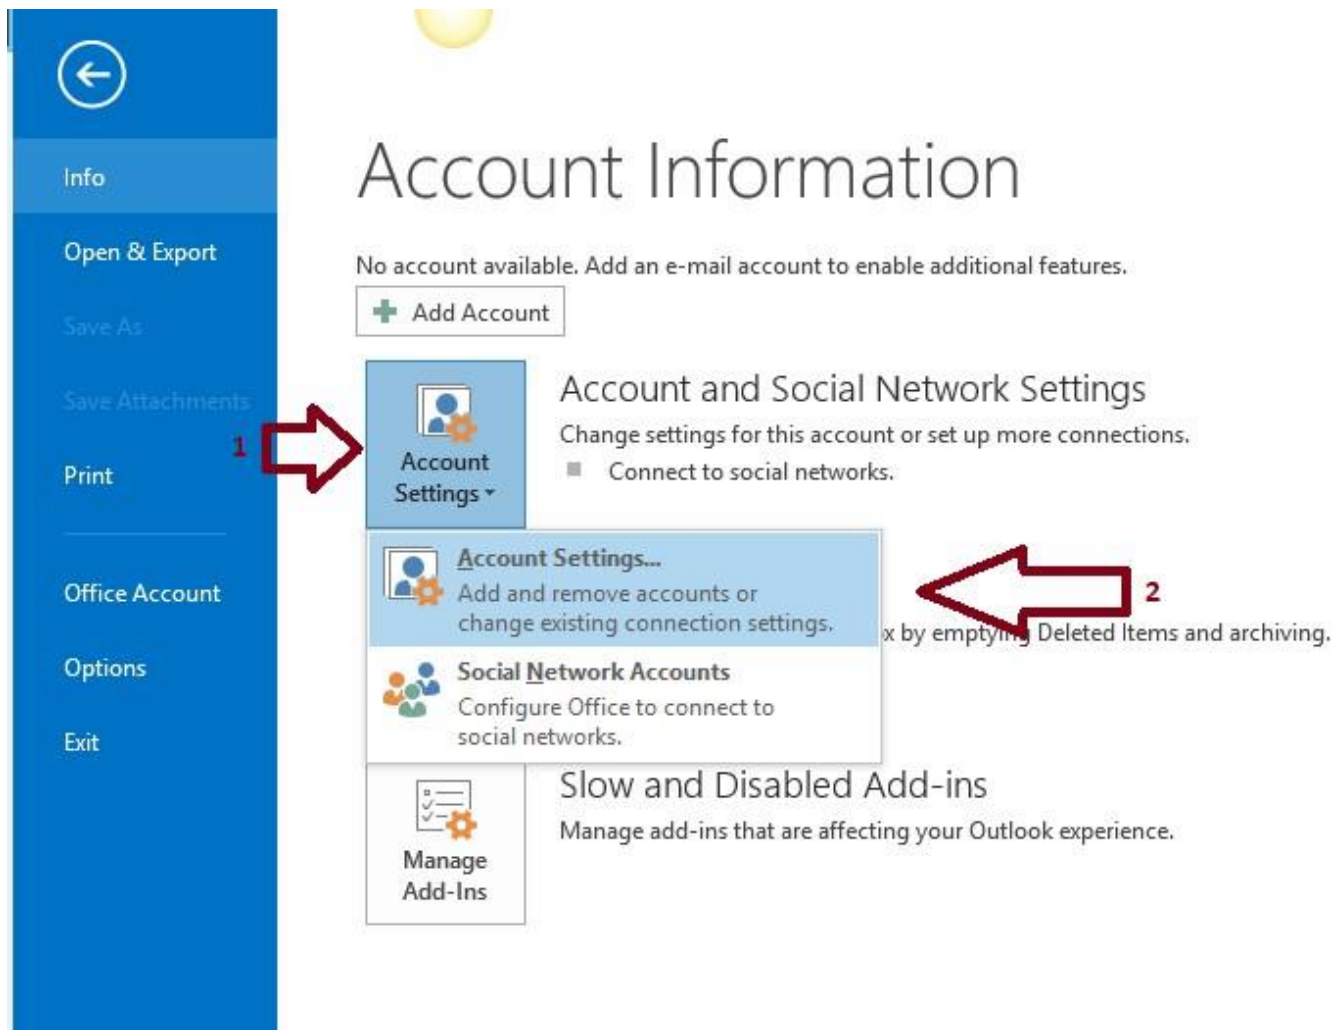 Info
Open & Export
Save As
Save Attachments
Print
Office Account
Options
Exit
Account Information
No account available. Add an e-mail account to enable additional features.
Add Account
1
Account
Settings
Account and Social Network Settings
Change settings for this account or set up more connections.
Connect to social networks.
Account Settings...
Add and remove accounts or
change existing connection settings.
2
x by emptying Deleted Items and archiving.
Social Network Accounts
Configure Office to connect to
social networks.
Manage
Add-Ins
Slow and Disabled Add-ins
Manage add-ins that are affecting your Outlook experience.